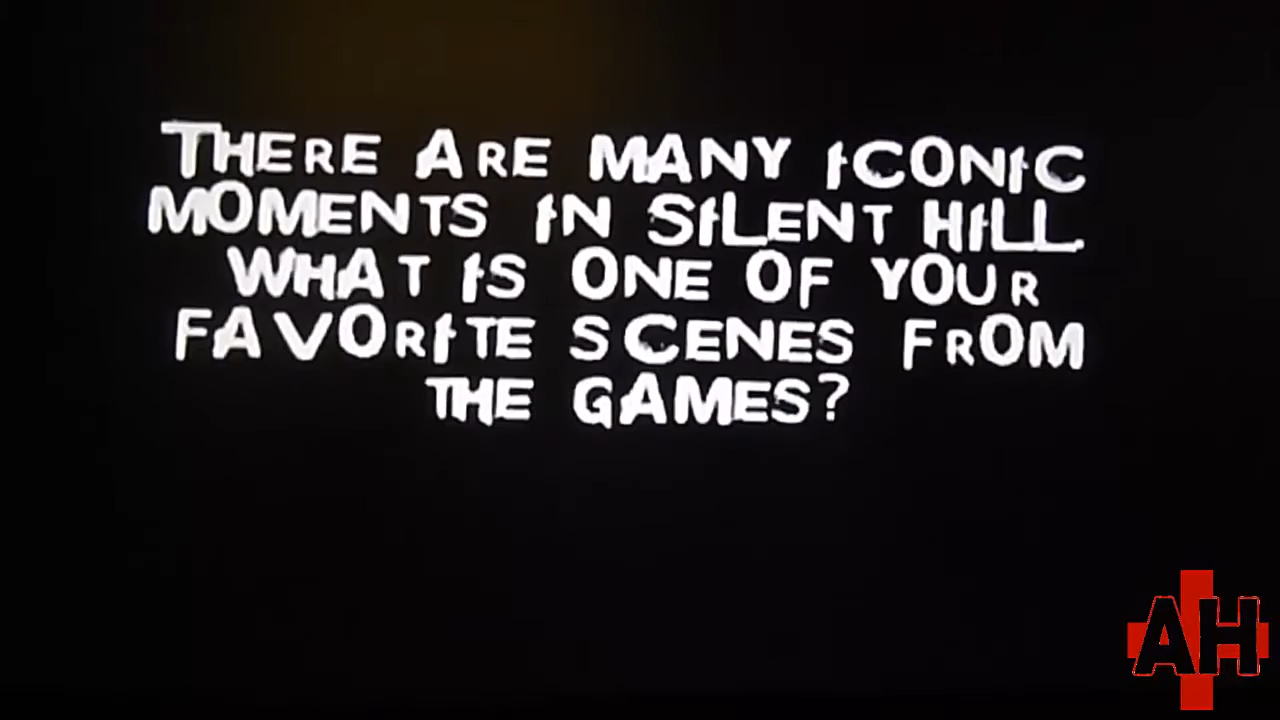 THERE ARE MANY ICONIC
MOMENTS IN SILENT HILL.
WHAT IS ONE OF YOUR
FAVORITE SCENES FROM
THE GAMES?
AH